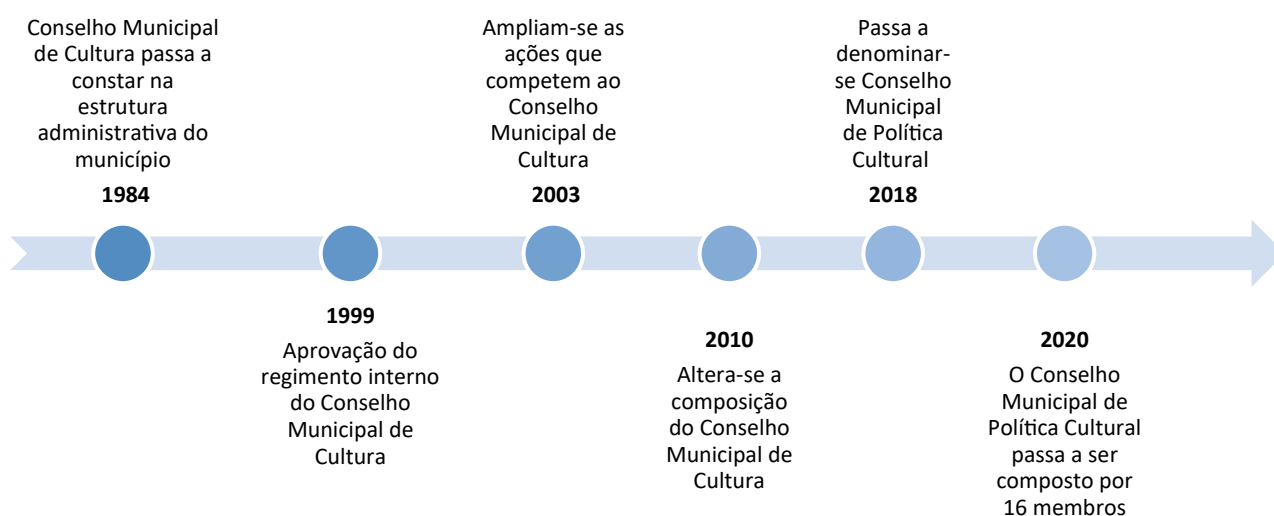 Conselho Municipal
de Cultura passa a
constar na
estrutura
administrativa do
município
1984
1999
Aprovação do
regimento interno
do Conselho
Municipal de
Cultura
Ampliam-se as
ações que
competem ao
Conselho
Municipal de
Cultura
2003
2010
Altera-se a
composição
do Conselho
Municipal de
Cultura
Passa a
denominar-
se Conselho
Municipal
de Política
Cultural
2018
2020
O Conselho
Municipal de
Política Cultural
passa a ser
composto por
16 membros